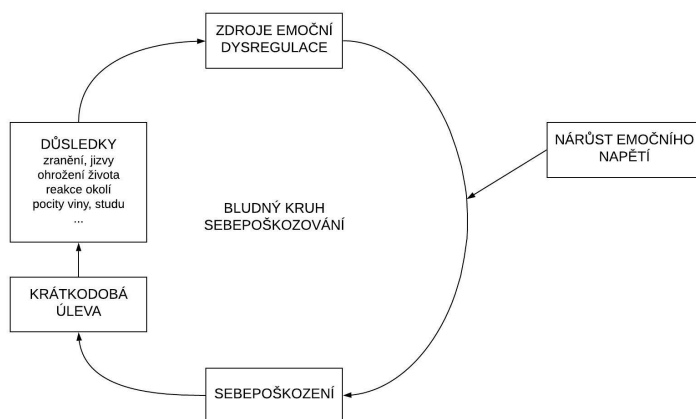 ZDROJE EMOČNÍ
DYSREGULACE
DŮSLEDKY
zranění, jizvy
ohrožení života
reakce okolí
pocity viny, studu
...
NÁRŮST EMOČNÍHO
NAPĚTÍ
BLUDNÝ KRUH
SEBEPOŠKOZOVÁNÍ
KRÁTKODOBÁ
ÚLEVA
SEBEPOŠKOZENÍ